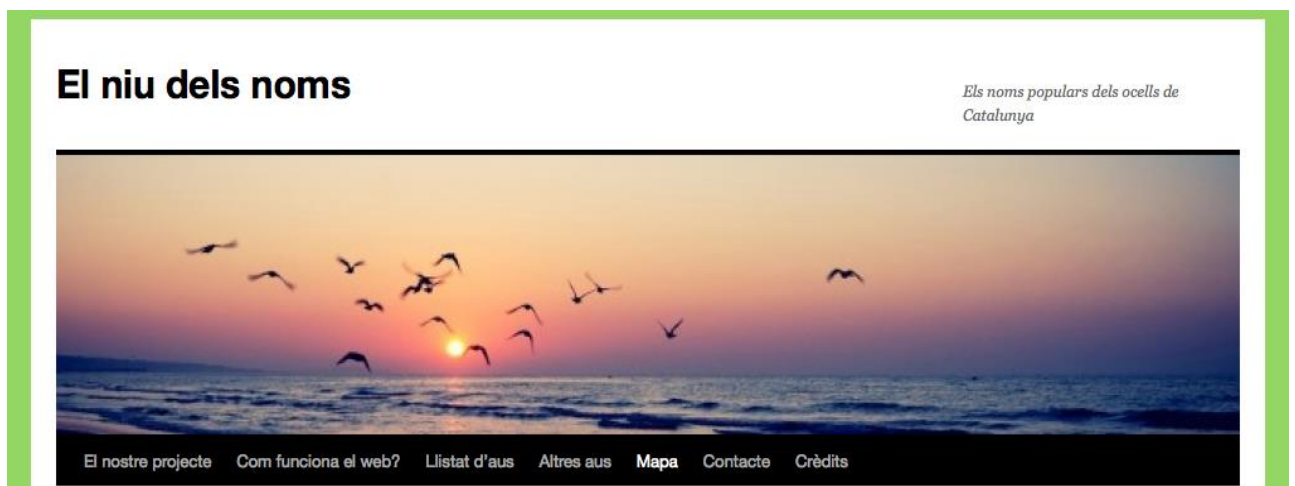 El niu dels noms
Els noms populars dels ocells de
Catalunya
El nostre projecte Com funciona el web? Llistat d'aus Altres aus Mapa Contacte Crèdits